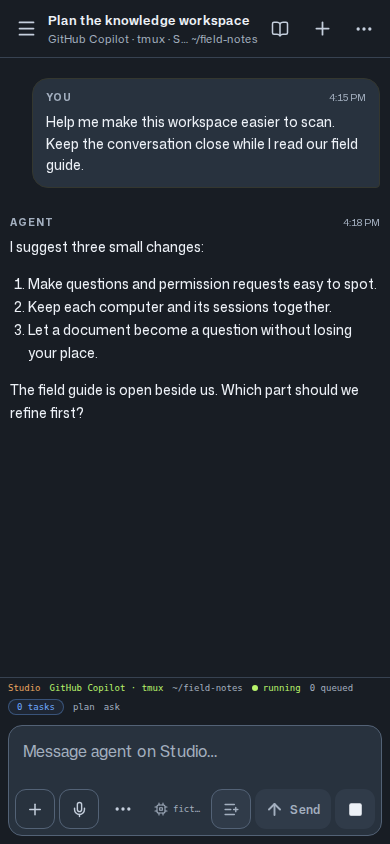 Plan the knowledge workspace
GitHub Copilot · tmux · S... ~/field-notes
YOU 4:15 PM
Help me make this workspace easier to scan.
Keep the conversation close while I read our field
guide.
AGENT 4:18 PM
I suggest three small changes:
1. Make questions and permission requests easy to spot.
2. Keep each computer and its sessions together.
3. Let a document become a question without losing
your place.
The field guide is open beside us. Which part should we
refine first?
Studio GitHub Copilot · tmux ~/field-notes running 0 queued
0 tasks plan ask
Message agent on Studio...
fict... Send